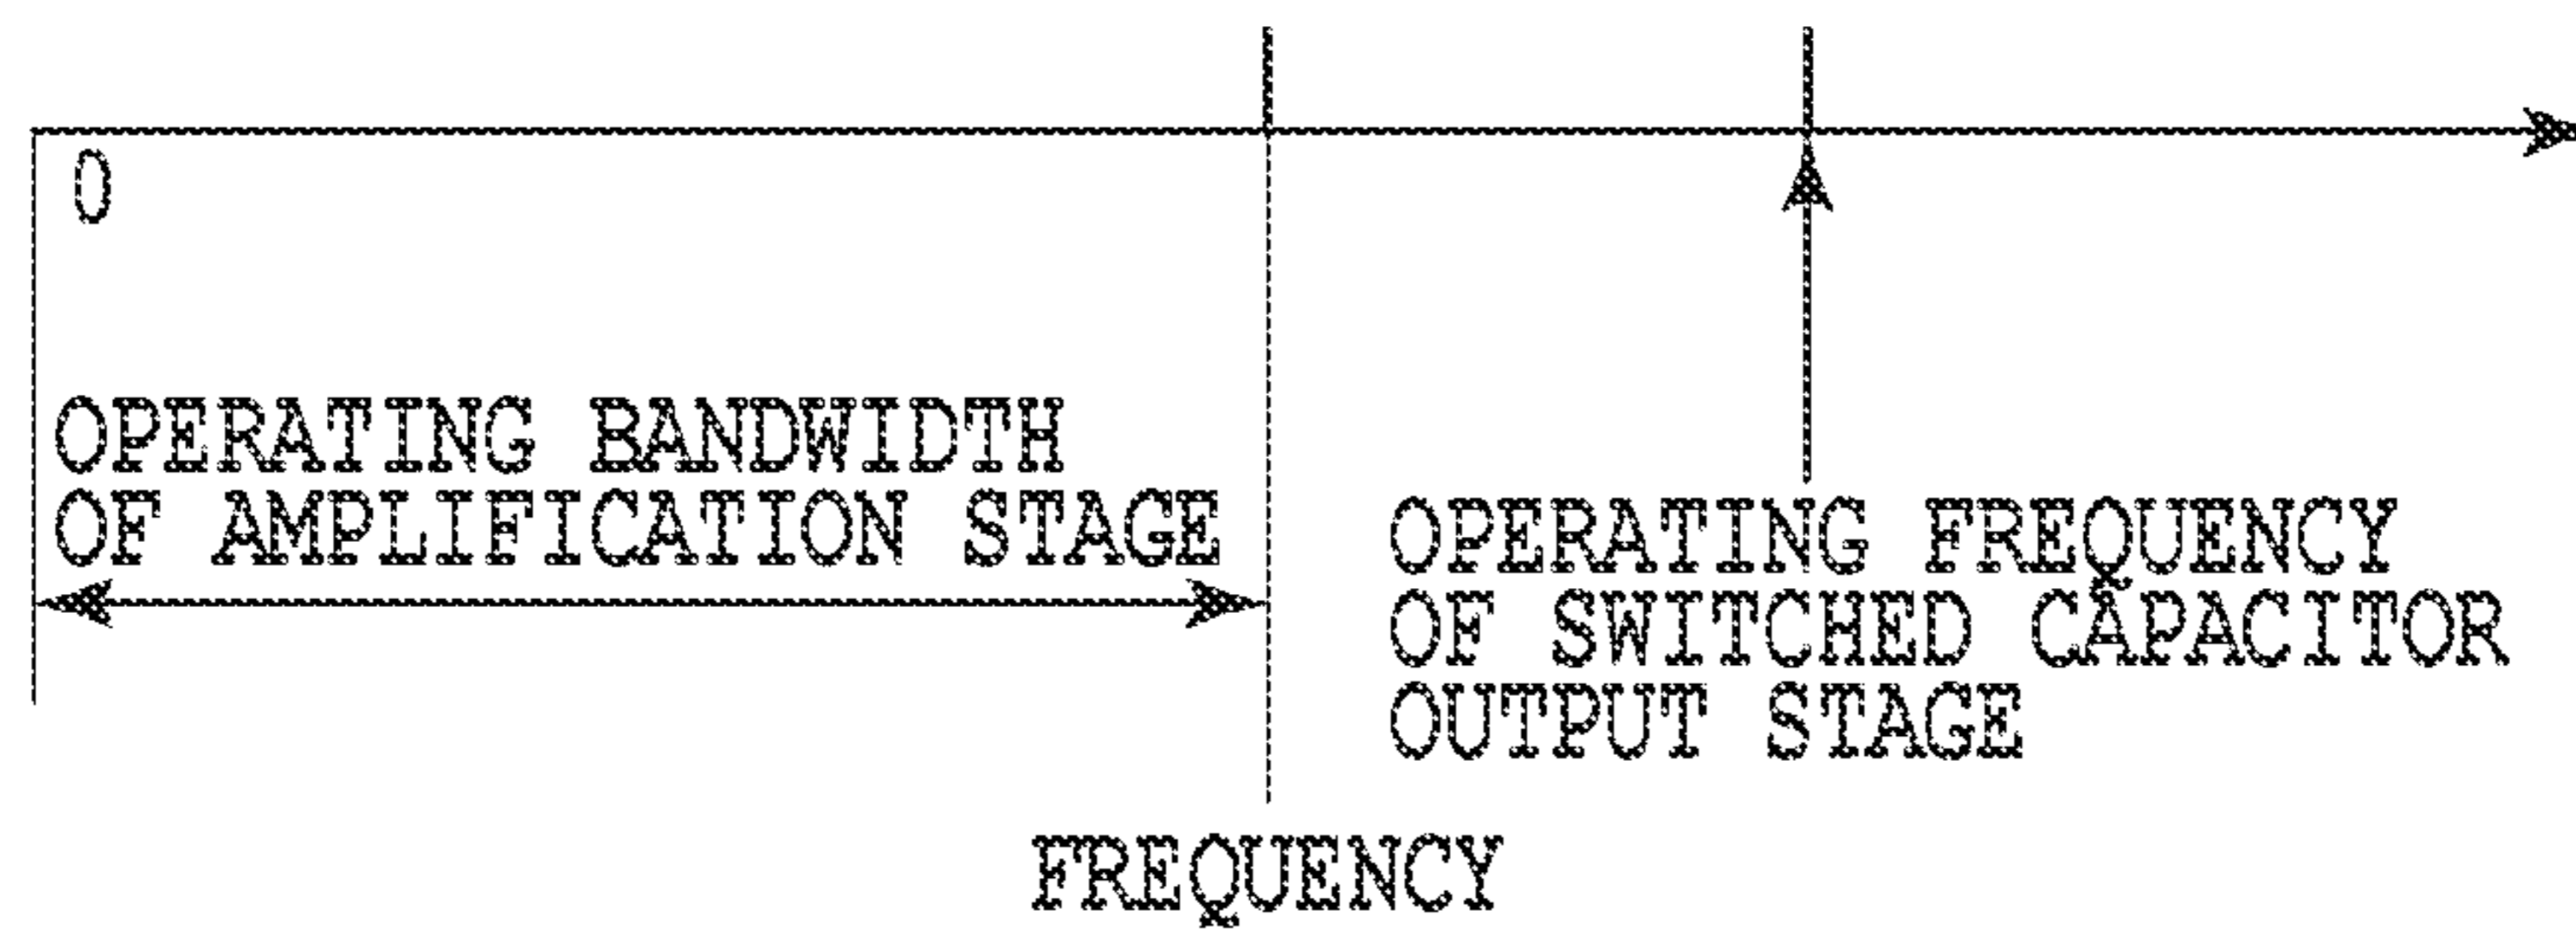 0
OPERATING BANDWIDTH
OF AMPLIFICATION STAGE
OPERATING FREQUENCY
OF SWITCHED CAPACITOR
OUTPUT STAGE
FREQUENCY